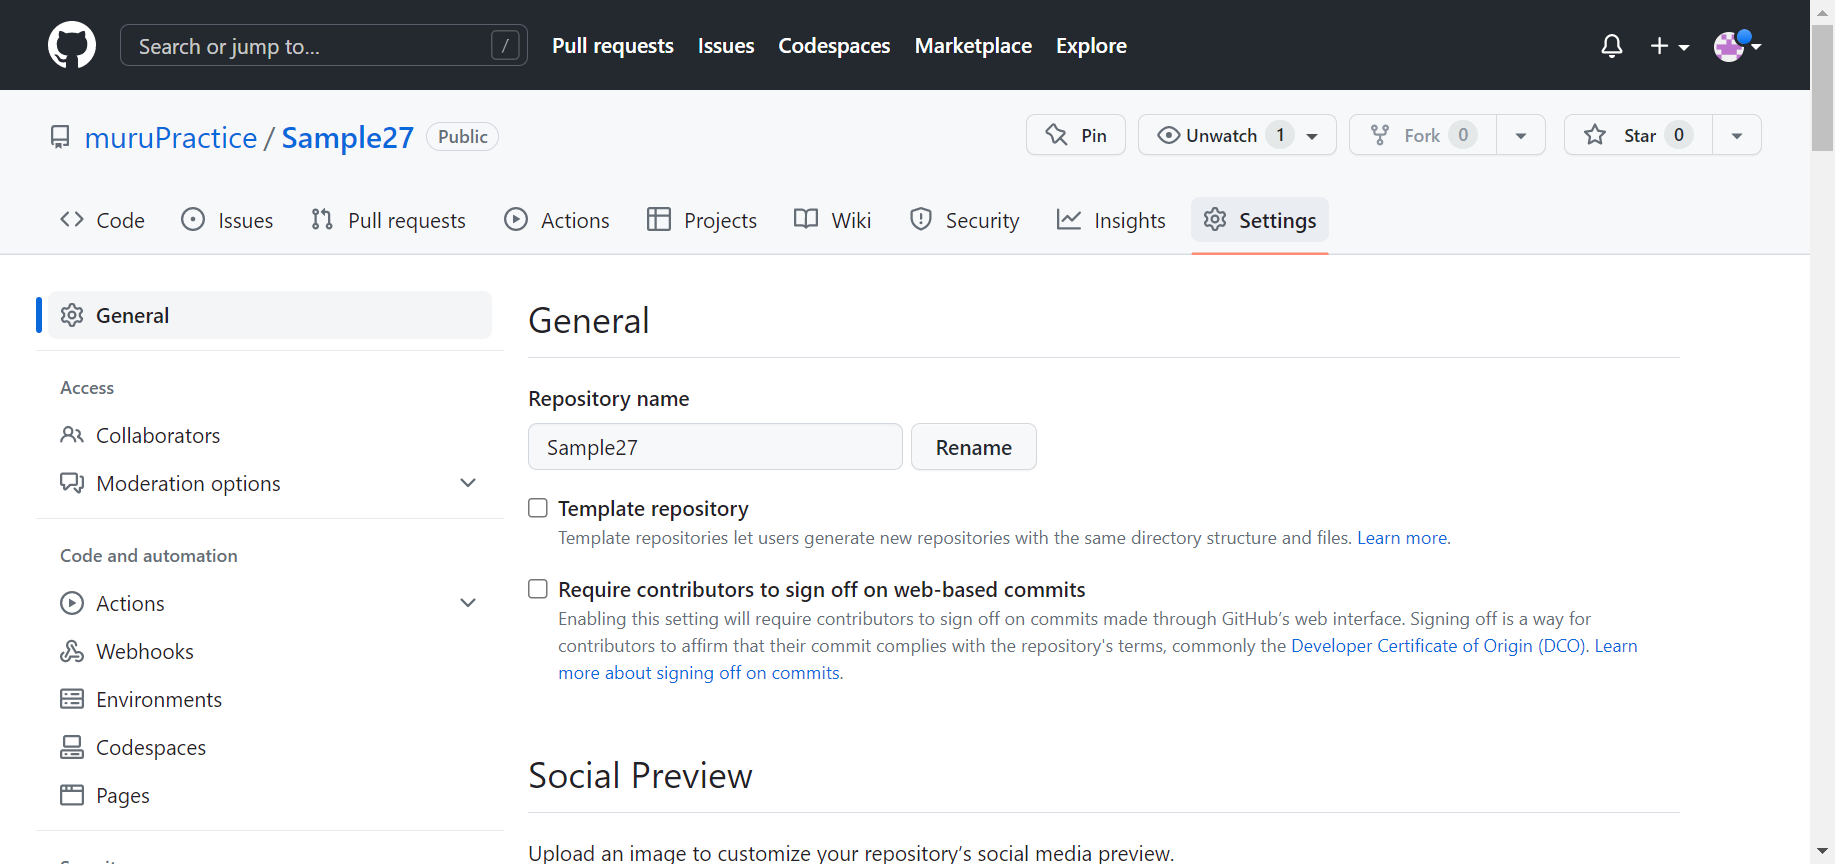 Search or jump to... /
Pull requests Issues Codespaces Marketplace Explore
muruPractice / Sample27 Public
Pin
Unwatch 1
Fork 0
Star 0
Code Issues Pull requests Actions Projects Wiki Security Insights Settings
General
Access
Collaborators
Moderation options
Code and automation
Actions
Webhooks
Environments
Codespaces
Pages
General
Repository name
Sample27 Rename
Template repository
Template repositories let users generate new repositories with the same directory structure and files. Learn more.
Require contributors to sign off on web-based commits
Enabling this setting will require contributors to sign off on commits made through GitHub’s web interface. Signing off is a way for
contributors to affirm that their commit complies with the repository's terms, commonly the Developer Certificate of Origin (DCO). Learn
more about signing off on commits.
Social Preview
Upload an image to customize your repository’s social media preview.